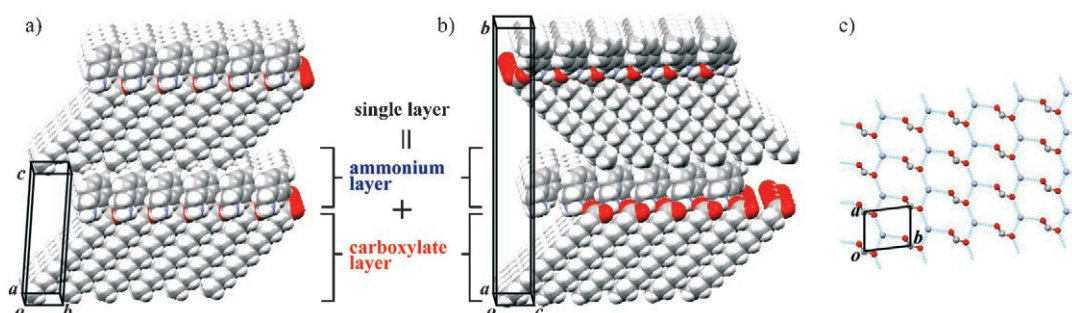 a)
c
a
o
b
single layer
=
ammonium
layer
+
carboxylate
layer
b)
b
a
o
c
c)
a
b
o